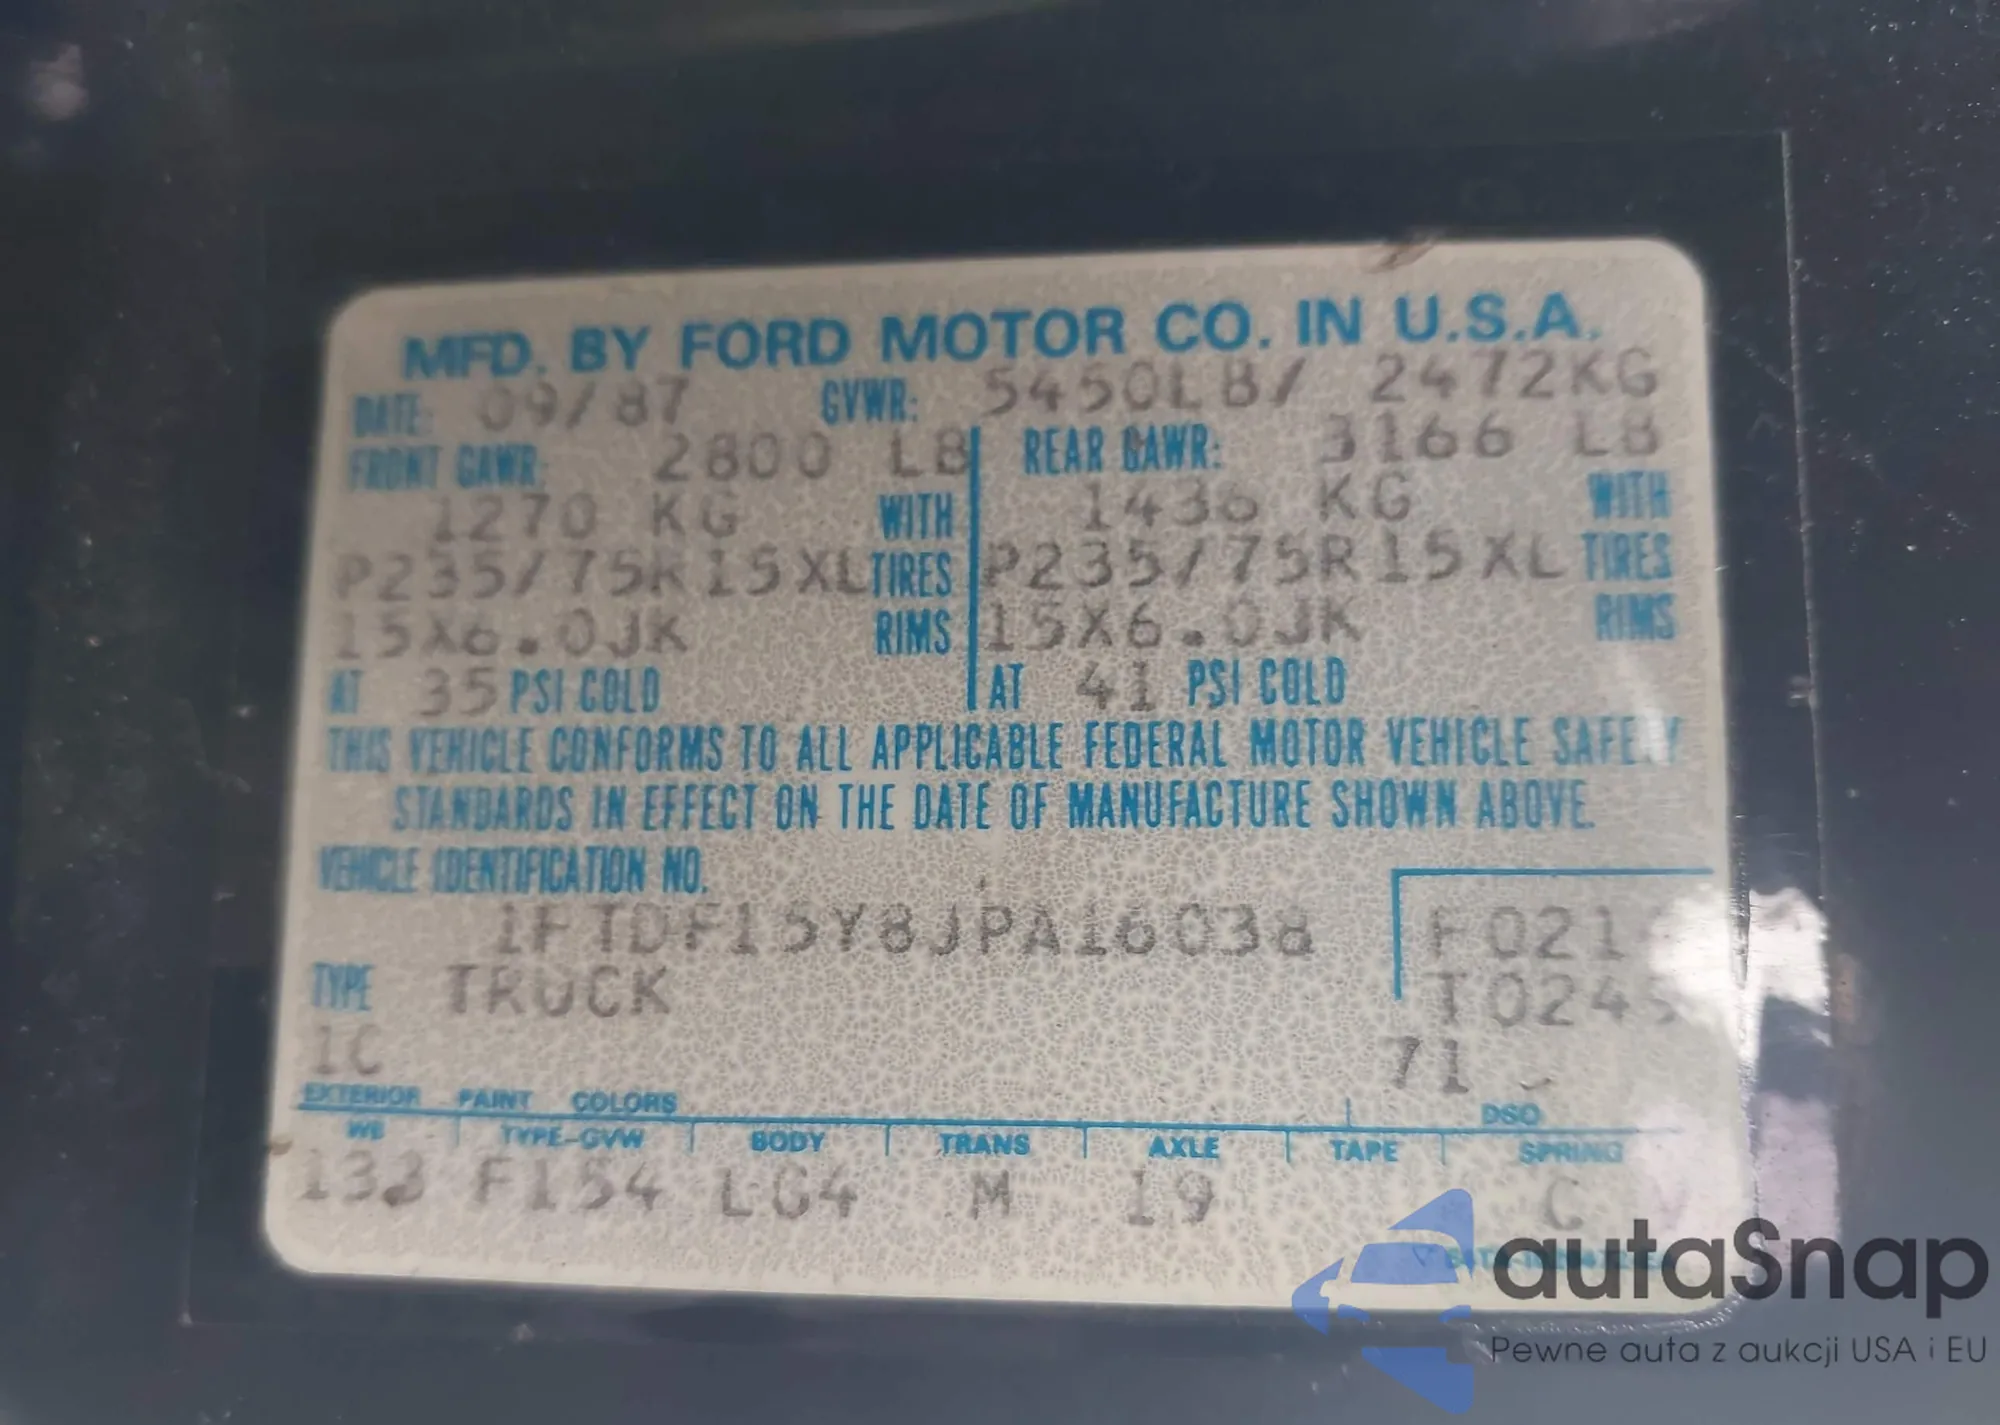 MFD. BY FORD MOTOR CO. IN U.S.A.
DATE: 09/87 GVWR: 5450LB/ 2472KG
FRONT GAWR: 2800 LB REAR GAWR: 3166 LB
1270 KG WITH 1436 KG WITH
P235/75R15XL TIRES P235/75R15XL TIRES
15X6.0JK RIMS 15X6.0JK RIMS
AT 35 PSI COLD AT 41 PSI COLD
THIS VEHICLE CONFORMS TO ALL APPLICABLE FEDERAL MOTOR VEHICLE SAFETY
STANDARDS IN EFFECT ON THE DATE OF MANUFACTURE SHOWN ABOVE.
VEHICLE IDENTIFICATION NO.
1FTDF15Y8JPA16038
TYPE TRUCK
1C 71
EXTERIOR PAINT COLORS DSO
WB TYPE-GVW BODY TRANS AXLE TAPE SPRING
133 F154 LG4 M 19 C
autaSnap
Pewne auta z aukcji USA i EU